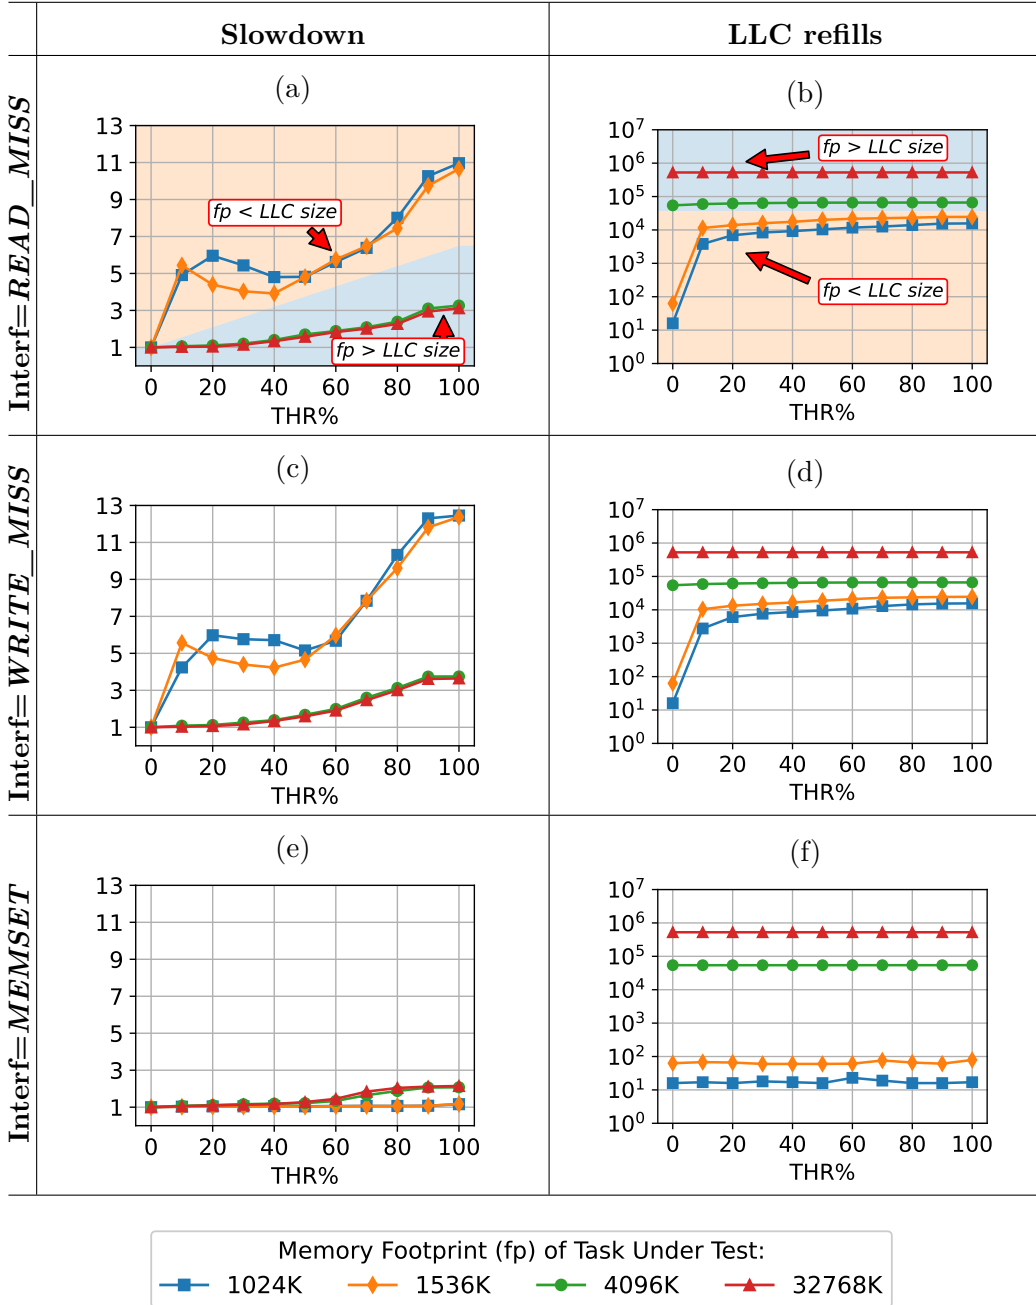 Slowdown
LLC refills
Interf=READ_MISS
(a)
13
11
9
7
5
3
1
fp < LLC size
fp > LLC size
0 20 40 60 80 100
THR%
(b)
10^7
10^6
10^5
10^4
10^3
10^2
10^1
10^0
fp > LLC size
fp < LLC size
0 20 40 60 80 100
THR%
Interf=WRITE_MISS
(c)
13
11
9
7
5
3
1
0 20 40 60 80 100
THR%
(d)
10^7
10^6
10^5
10^4
10^3
10^2
10^1
10^0
0 20 40 60 80 100
THR%
Interf=MEMSET
(e)
13
11
9
7
5
3
1
0 20 40 60 80 100
THR%
(f)
10^7
10^6
10^5
10^4
10^3
10^2
10^1
10^0
0 20 40 60 80 100
THR%
Memory Footprint (fp) of Task Under Test:
1024K 1536K 4096K 32768K